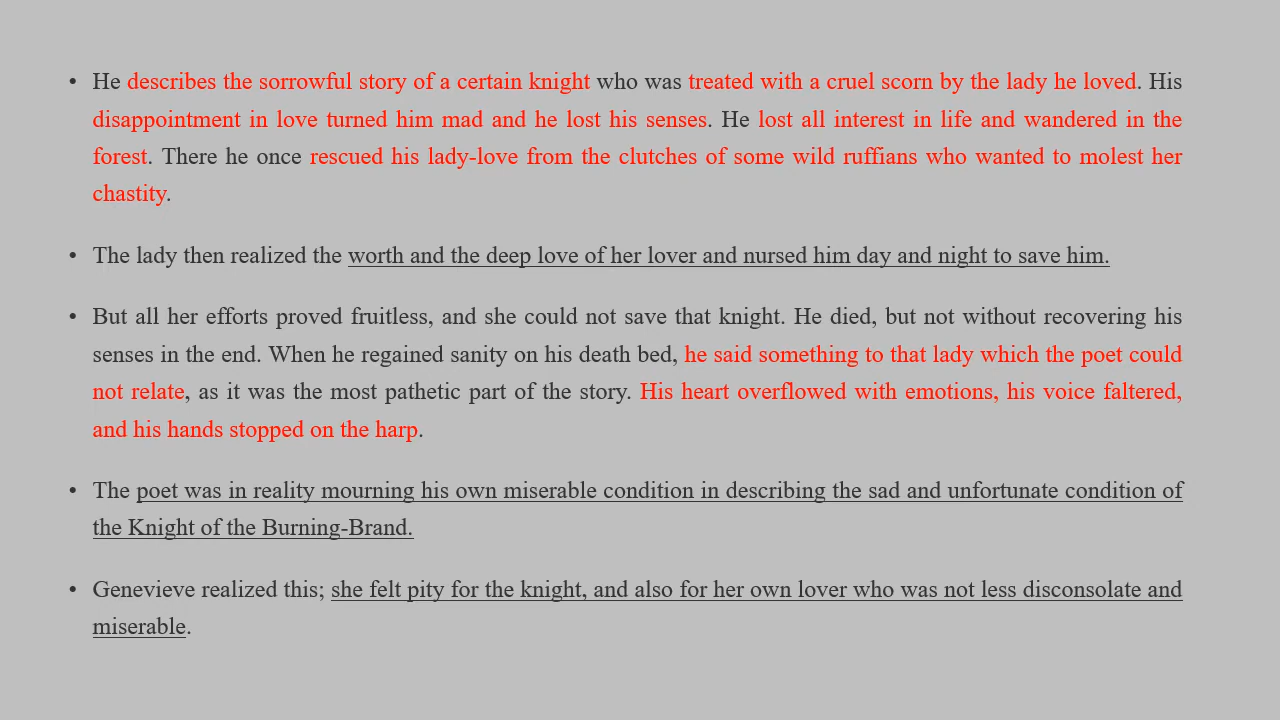 • He describes the sorrowful story of a certain knight who was treated with a cruel scorn by the lady he loved. His
disappointment in love turned him mad and he lost his senses. He lost all interest in life and wandered in the
forest. There he once rescued his lady-love from the clutches of some wild ruffians who wanted to molest her
chastity.
• The lady then realized the worth and the deep love of her lover and nursed him day and night to save him.
• But all her efforts proved fruitless, and she could not save that knight. He died, but not without recovering his
senses in the end. When he regained sanity on his death bed, he said something to that lady which the poet could
not relate, as it was the most pathetic part of the story. His heart overflowed with emotions, his voice faltered,
and his hands stopped on the harp.
• The poet was in reality mourning his own miserable condition in describing the sad and unfortunate condition of
the Knight of the Burning-Brand.
• Genevieve realized this; she felt pity for the knight, and also for her own lover who was not less disconsolate and
miserable.